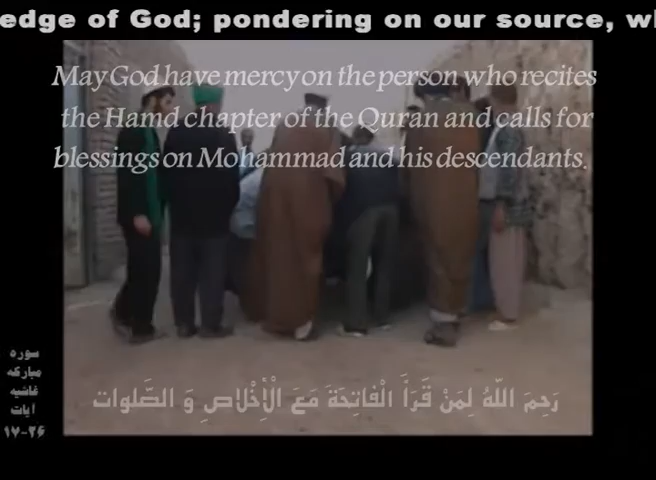 edge of God; pondering on our source, wh
May God have mercy on the person who recites
the Hamd chapter of the Quran and calls for
blessings on Mohammad and his descendants.
رَحِمَ اللّهُ لِمَنْ قَرَأَ الْفاتِحَةَ مَعَ الْأِخْلاصِ وَ الصَّلَوات
سوره
مبارکه
غاشیه
آیات
۱۷-۲۶